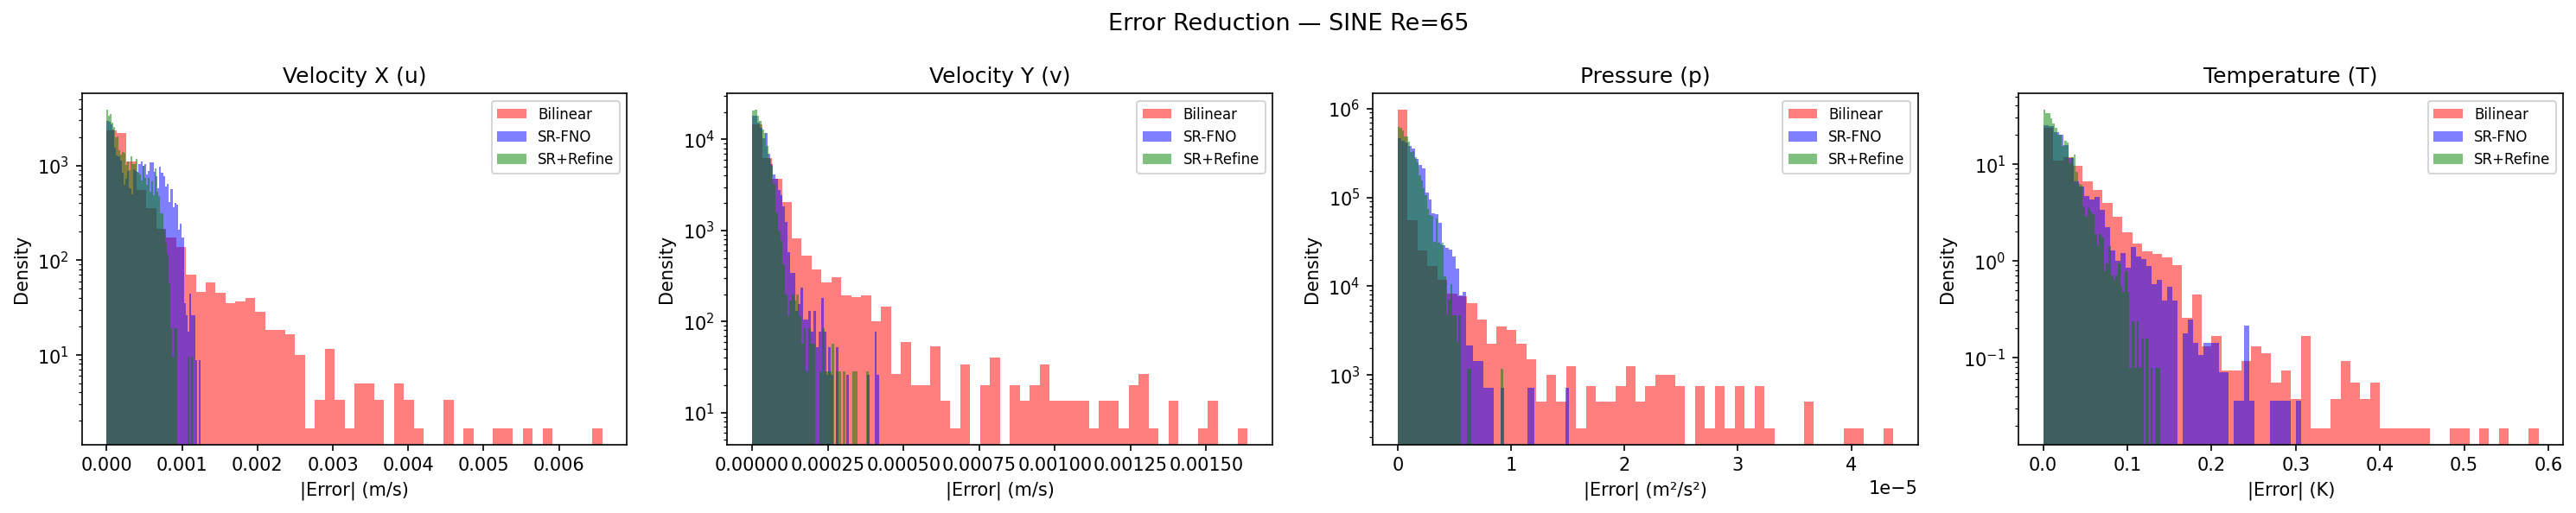 Error Reduction — SINE Re=65
Velocity X (u)
Density
10³
10²
10¹
0.000 0.001 0.002 0.003 0.004 0.005 0.006
|Error| (m/s)
Bilinear
SR-FNO
SR+Refine
Velocity Y (v)
Density
10⁴
10³
10²
10¹
0.00000 0.00025 0.00050 0.00075 0.00100 0.00125 0.00150
|Error| (m/s)
Bilinear
SR-FNO
SR+Refine
Pressure (p)
Density
10⁶
10⁵
10⁴
10³
0 1 2 3 4
1e−5
|Error| (m²/s²)
Bilinear
SR-FNO
SR+Refine
Temperature (T)
Density
10¹
10⁰
10⁻¹
0.0 0.1 0.2 0.3 0.4 0.5 0.6
|Error| (K)
Bilinear
SR-FNO
SR+Refine